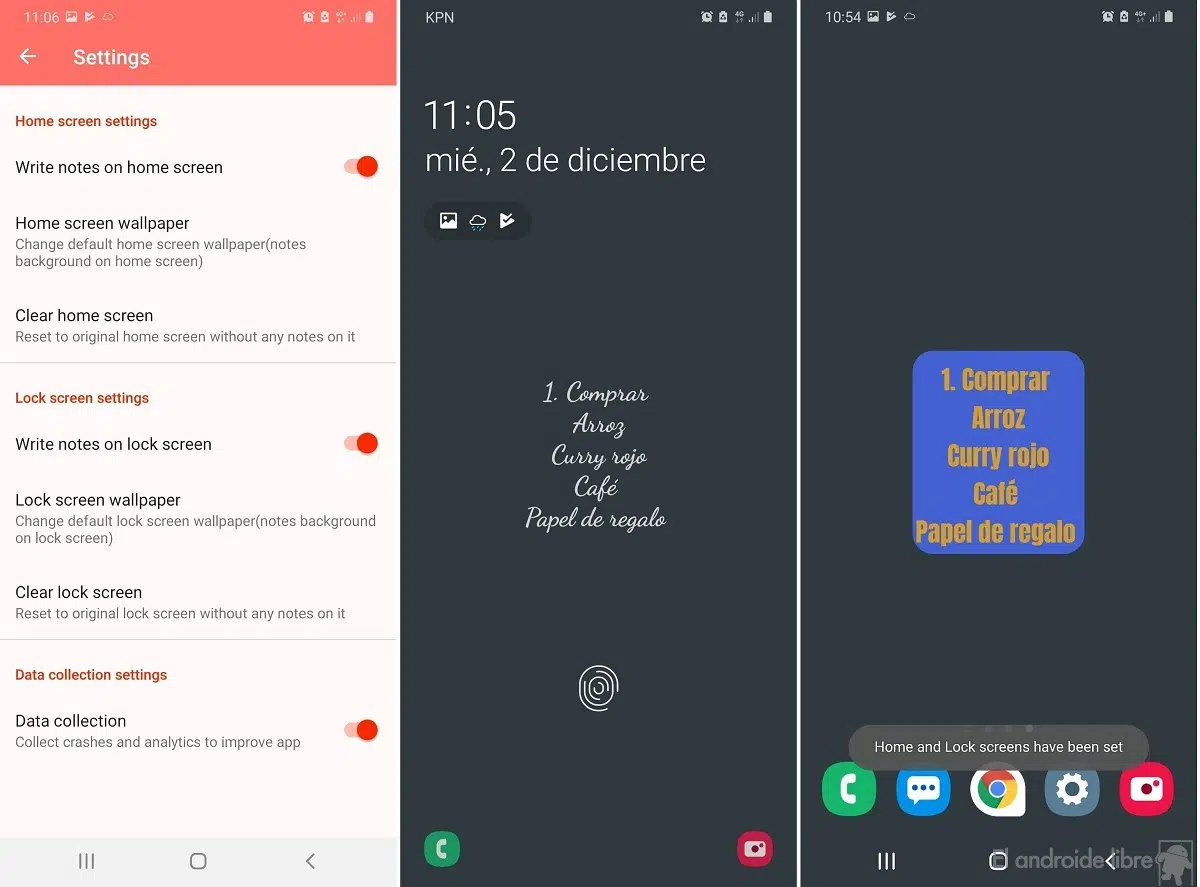 11:06
Settings
Home screen settings
Write notes on home screen
Home screen wallpaper
Change default home screen wallpaper(notes
background on home screen)
Clear home screen
Reset to original home screen without any notes on it
Lock screen settings
Write notes on lock screen
Lock screen wallpaper
Change default lock screen wallpaper(notes background
on lock screen)
Clear lock screen
Reset to original lock screen without any notes on it
Data collection settings
Data collection
Collect crashes and analytics to improve app
KPN
4G
11:05
mié., 2 de diciembre
1. Comprar
Arroz
Curry rojo
Café
Papel de regalo
10:54
4G+
1. Comprar
Arroz
Curry rojo
Café
Papel de regalo
Home and Lock screens have been set
El androide libre